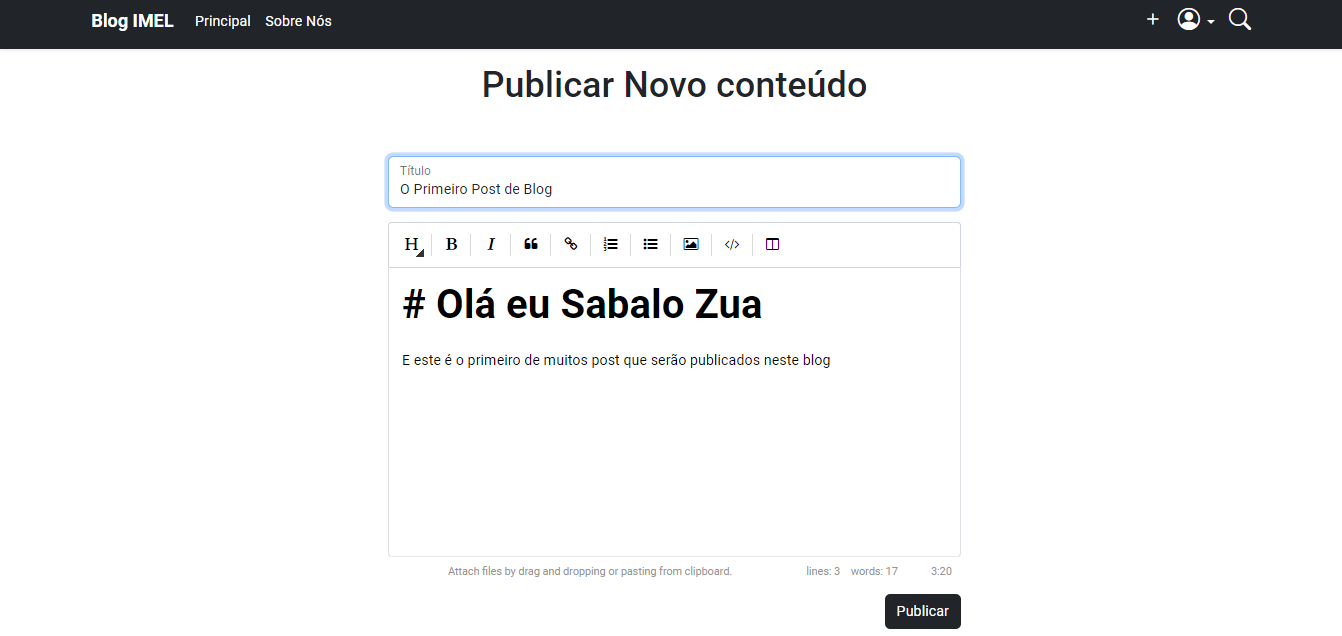 Blog IMEL Principal Sobre Nós
Publicar Novo conteúdo
Título
O Primeiro Post de Blog
H B I
# Olá eu Sabalo Zua
E este é o primeiro de muitos post que serão publicados neste blog
Attach files by drag and dropping or pasting from clipboard. lines: 3 words: 17 3:20
Publicar